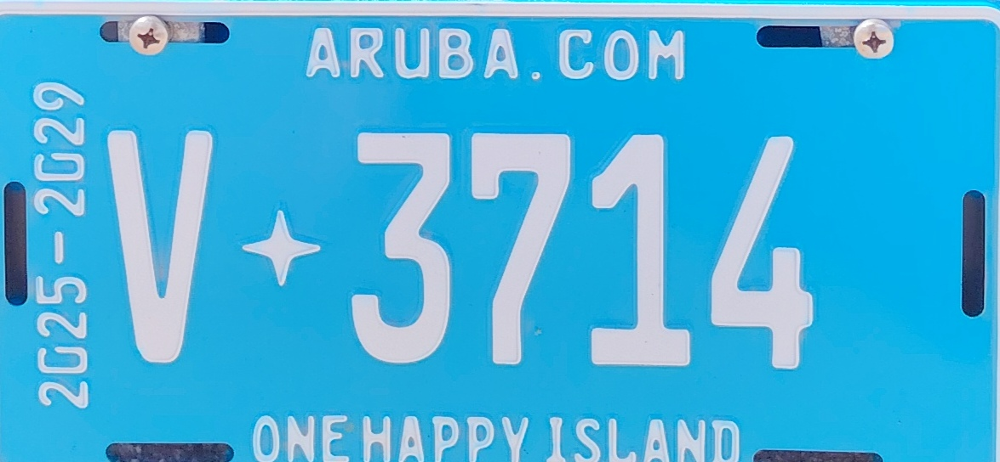 ARUBA.COM
2025-2029
V 3714
ONE HAPPY ISLAND